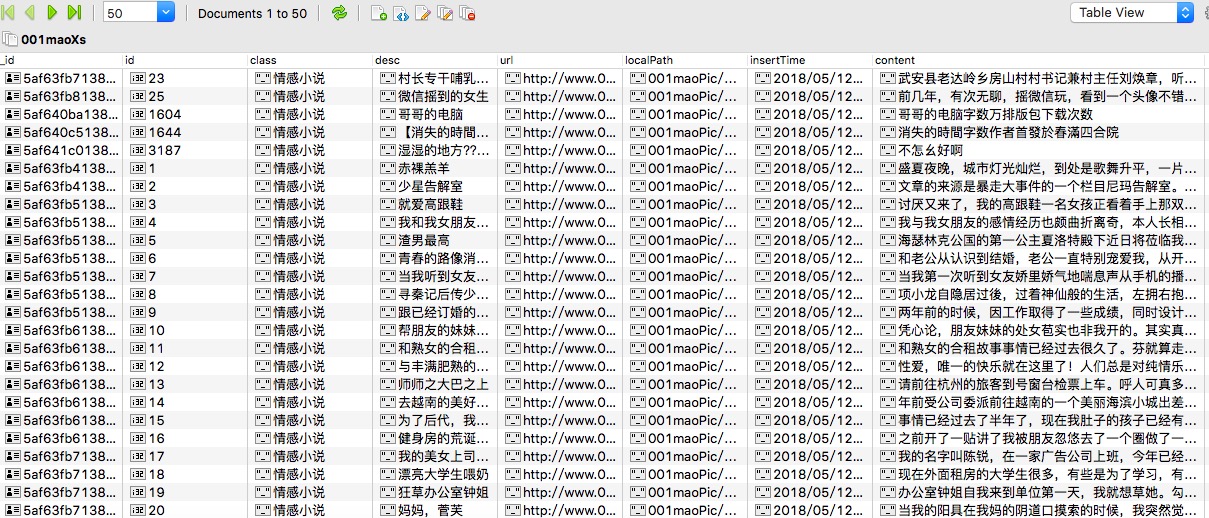 50 Documents 1 to 50 Table View
001maoXs
_id id class desc url localPath insertTime content
5af63fb7138... 23 情感小说 村长专干哺乳... http://www.0... 001maoPic/... 2018/05/12... 武安县老达岭乡房山村村书记兼村主任刘焕章，听...
5af63fb8138... 25 情感小说 微信摇到的女生 http://www.0... 001maoPic/... 2018/05/12... 前几年，有次无聊，摇微信玩，看到一个头像不错...
5af640ba138... 1604 情感小说 哥哥的电脑 http://www.0... 001maoPic/... 2018/05/12... 哥哥的电脑字数万排版包下载次数
5af640c5138... 1644 情感小说 【消失的時間... http://www.0... 001maoPic/... 2018/05/12... 消失的時間字数作者首發於春滿四合院
5af641c0138... 3187 情感小说 湿湿的地方??... http://www.0... 001maoPic/... 2018/05/12... 不怎幺好啊
5af63fb4138... 1 情感小说 赤裸羔羊 http://www.0... 001maoPic/... 2018/05/12... 盛夏夜晚，城市灯光灿烂，到处是歌舞升平，一片...
5af63fb4138... 2 情感小说 少星告解室 http://www.0... 001maoPic/... 2018/05/12... 文章的来源是暴走大事件的一个栏目尼玛告解室。...
5af63fb5138... 3 情感小说 就爱高跟鞋 http://www.0... 001maoPic/... 2018/05/12... 讨厌又来了，我的高跟鞋一名女孩正看着手上那双...
5af63fb5138... 4 情感小说 我和我女朋友... http://www.0... 001maoPic/... 2018/05/12... 我与我女朋友的感情经历也颇曲折离奇，本人长相...
5af63fb5138... 5 情感小说 渣男最高 http://www.0... 001maoPic/... 2018/05/12... 海瑟林克公国的第一公主夏洛特殿下近日将莅临我...
5af63fb5138... 6 情感小说 青春的路像消... http://www.0... 001maoPic/... 2018/05/12... 和老公从认识到结婚，老公一直特别宠爱我，从开...
5af63fb5138... 7 情感小说 当我听到女友... http://www.0... 001maoPic/... 2018/05/12... 当我第一次听到女友娇里娇气地喘息声从手机的播...
5af63fb5138... 8 情感小说 寻秦记后传少... http://www.0... 001maoPic/... 2018/05/12... 项小龙自隐居过後，过着神仙般的生活，左拥右抱...
5af63fb5138... 9 情感小说 跟已经订婚的... http://www.0... 001maoPic/... 2018/05/12... 两年前的时候，因工作取得了一些成绩，同时设计...
5af63fb6138... 10 情感小说 帮朋友的妹妹... http://www.0... 001maoPic/... 2018/05/12... 凭心论，朋友妹妹的处女苞实也非我开的。其实真...
5af63fb6138... 11 情感小说 和熟女的合租... http://www.0... 001maoPic/... 2018/05/12... 和熟女的合租故事事情已经过去很久了。芬就算走...
5af63fb6138... 12 情感小说 与丰满肥熟的... http://www.0... 001maoPic/... 2018/05/12... 性爱，唯一的快乐就在这里了！人们总是对纯情乐...
5af63fb6138... 13 情感小说 师师之大巴之上 http://www.0... 001maoPic/... 2018/05/12... 请前往杭州的旅客到号窗台检票上车。呼人可真多...
5af63fb6138... 14 情感小说 去越南的美好... http://www.0... 001maoPic/... 2018/05/12... 年前受公司委派前往越南的一个美丽海滨小城出差...
5af63fb6138... 15 情感小说 为了后代，我... http://www.0... 001maoPic/... 2018/05/12... 事情已经过去了半年了，现在我肚子的孩子已经有...
5af63fb6138... 16 情感小说 健身房的荒诞... http://www.0... 001maoPic/... 2018/05/12... 之前开了一贴讲了我被朋友忽悠去了一个圈做了一...
5af63fb7138... 17 情感小说 我的美女上司... http://www.0... 001maoPic/... 2018/05/12... 我的名字叫陈锐，在一家广告公司上班，今年已经...
5af63fb7138... 18 情感小说 漂亮大学生喂奶 http://www.0... 001maoPic/... 2018/05/12... 现在外面租房的大学生很多，有些是为了学习，有...
5af63fb7138... 19 情感小说 狂草办公室钟姐 http://www.0... 001maoPic/... 2018/05/12... 办公室钟姐自我来到单位第一天，我就想草她。勾...
5af63fb7138... 20 情感小说 妈妈，菅芙 http://www.0... 001maoPic/... 2018/05/12... 当我的阳具在我妈的阴道口摸索的时候，我突然觉...